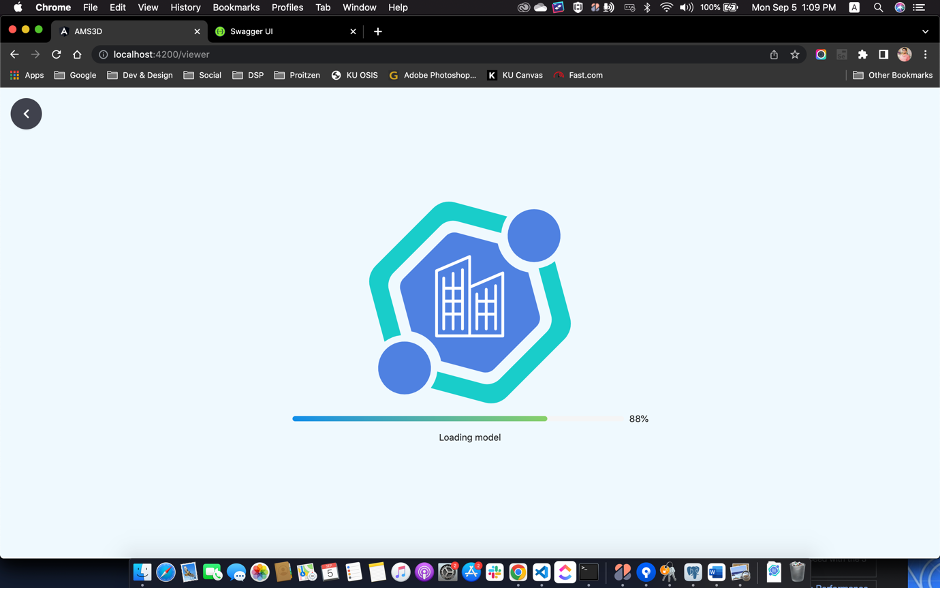 Chrome File Edit View History Bookmarks Profiles Tab Window Help 100% Mon Sep 5 1:09 PM
AMS3D Swagger UI
localhost:4200/viewer
Apps Google Dev & Design Social DSP Proitzen KU OSIS Adobe Photoshop... KU Canvas Fast.com Other Bookmarks
88%
Loading model